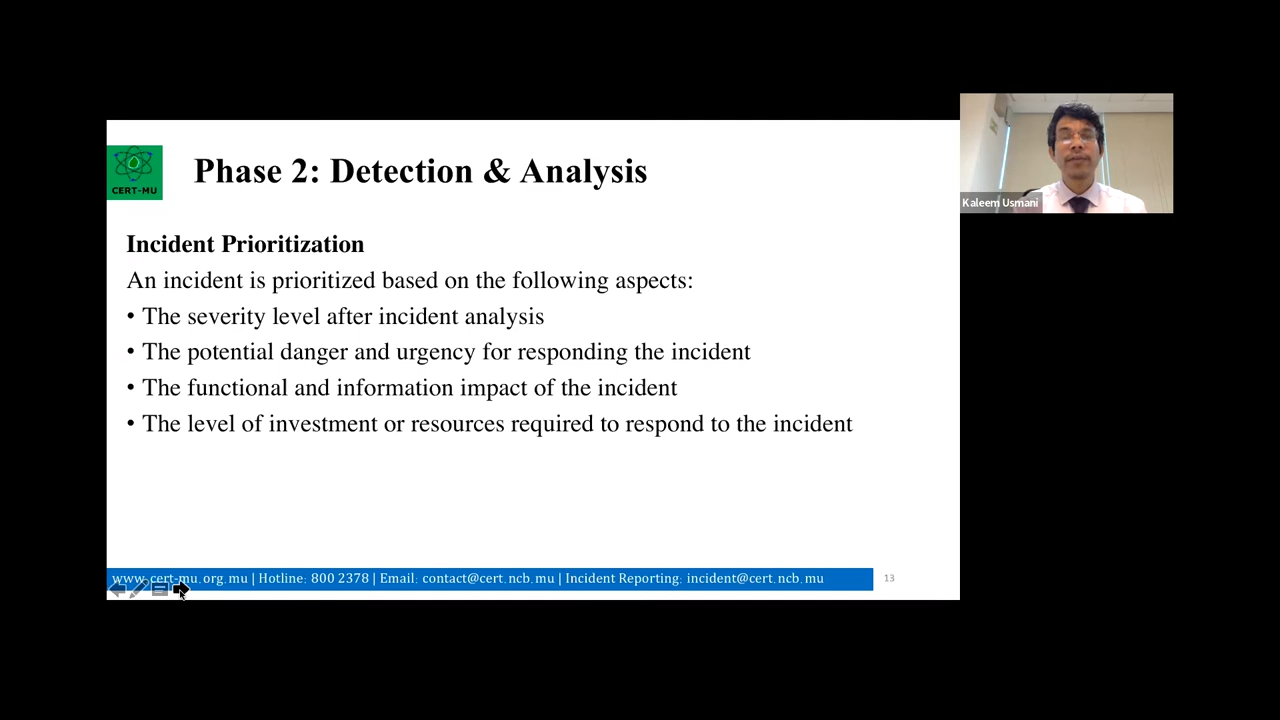 CERT-MU
Phase 2: Detection & Analysis
Kaleem Usmani
Incident Prioritization
An incident is prioritized based on the following aspects:
• The severity level after incident analysis
• The potential danger and urgency for responding the incident
• The functional and information impact of the incident
• The level of investment or resources required to respond to the incident
www.cert-mu.org.mu | Hotline: 800 2378 | Email: contact@cert.ncb.mu | Incident Reporting: incident@cert.ncb.mu
13